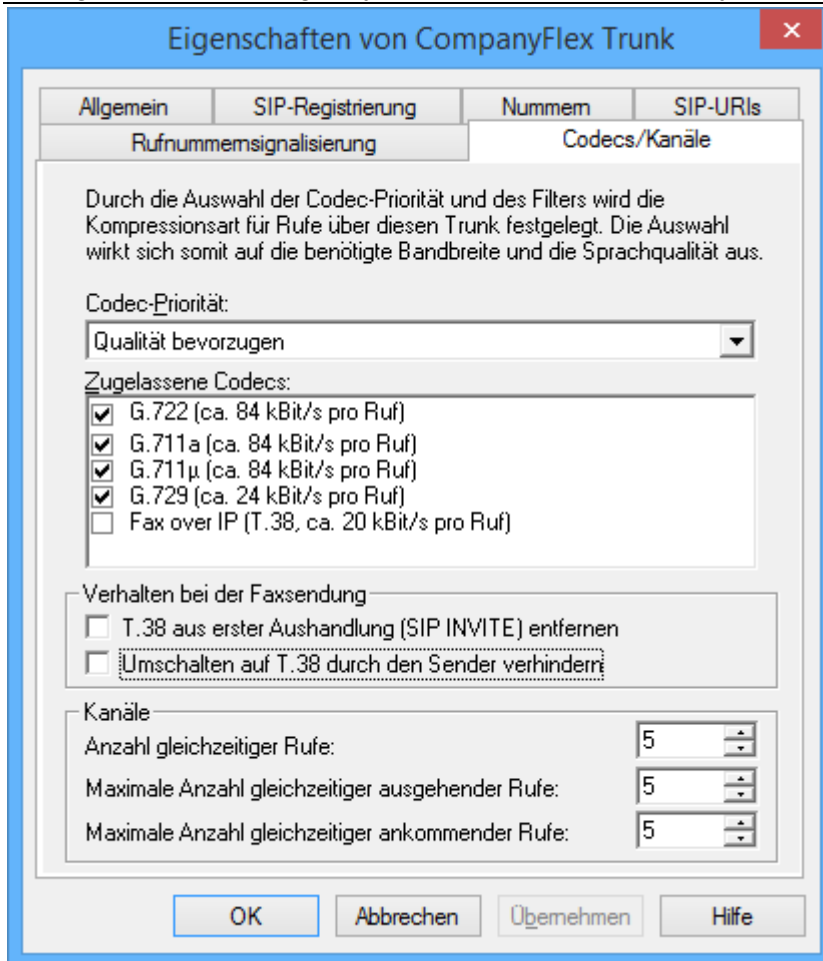 Eigenschaften von CompanyFlex Trunk
Allgemein SIP-Registrierung Nummern SIP-URIs
Rufnummernsignalisierung Codecs/Kanäle
Durch die Auswahl der Codec-Priorität und des Filters wird die
Kompressionsart für Rufe über diesen Trunk festgelegt. Die Auswahl
wirkt sich somit auf die benötigte Bandbreite und die Sprachqualität aus.
Codec-Priorität:
Qualität bevorzugen
Zugelassene Codecs:
G.722 (ca. 84 kBit/s pro Ruf)
G.711a (ca. 84 kBit/s pro Ruf)
G.711µ (ca. 84 kBit/s pro Ruf)
G.729 (ca. 24 kBit/s pro Ruf)
Fax over IP (T.38, ca. 20 kBit/s pro Ruf)
Verhalten bei der Faxsendung
T.38 aus erster Aushandlung (SIP INVITE) entfernen
Umschalten auf T.38 durch den Sender verhindern
Kanäle
Anzahl gleichzeitiger Rufe: 5
Maximale Anzahl gleichzeitiger ausgehender Rufe: 5
Maximale Anzahl gleichzeitiger ankommender Rufe: 5
OK Abbrechen Übernehmen Hilfe